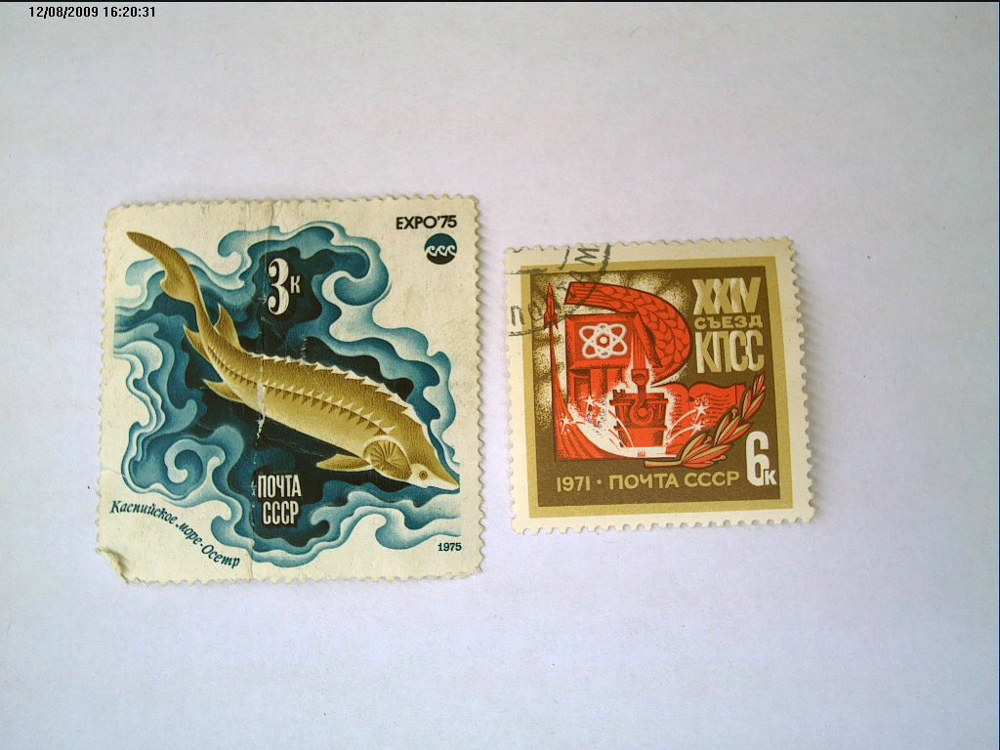 12/08/2009 16:20:31
EXPO'75
3к
ПОЧТА
СССР
Каспийское море-Осетр
1975
XXIV
СЪЕЗД
КПСС
6к
1971 · ПОЧТА СССР